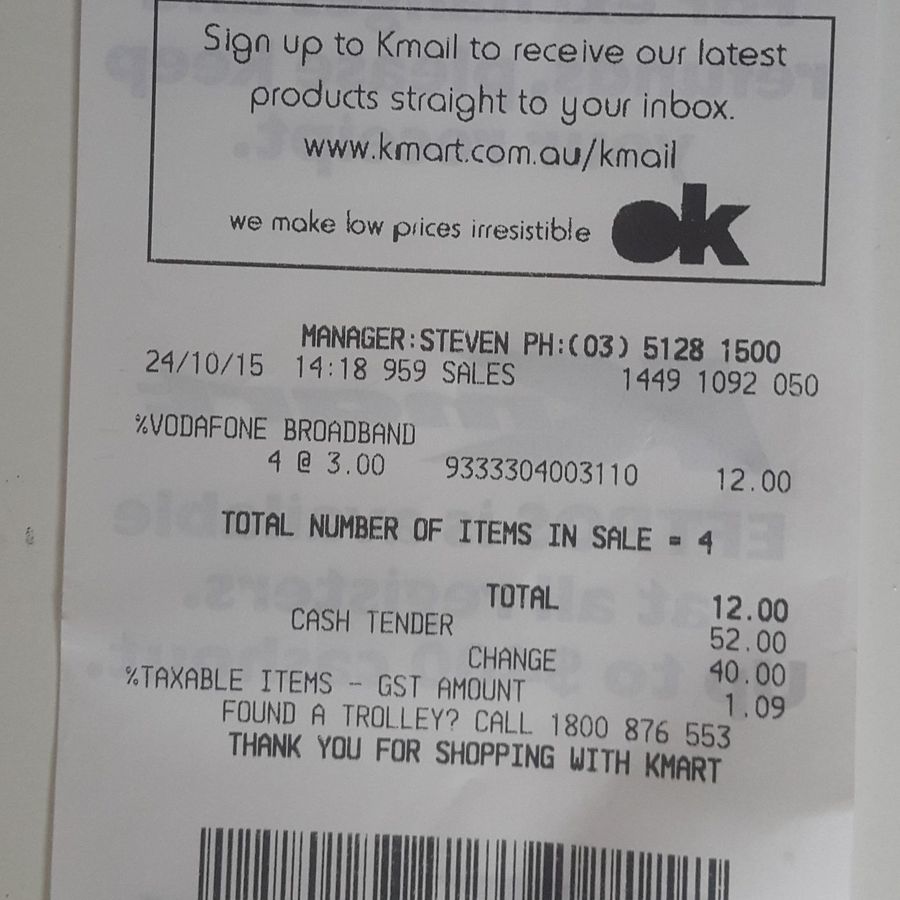 Sign up to Kmail to receive our latest
products straight to your inbox.
www.kmart.com.au/kmail
we make low prices irresistible ok
MANAGER:STEVEN PH:(03) 5128 1500
24/10/15 14:18 959 SALES 1449 1092 050
%VODAFONE BROADBAND
4 @ 3.00 9333304003110 12.00
TOTAL NUMBER OF ITEMS IN SALE = 4
TOTAL 12.00
CASH TENDER 52.00
CHANGE 40.00
%TAXABLE ITEMS - GST AMOUNT 1.09
FOUND A TROLLEY? CALL 1800 876 553
THANK YOU FOR SHOPPING WITH KMART